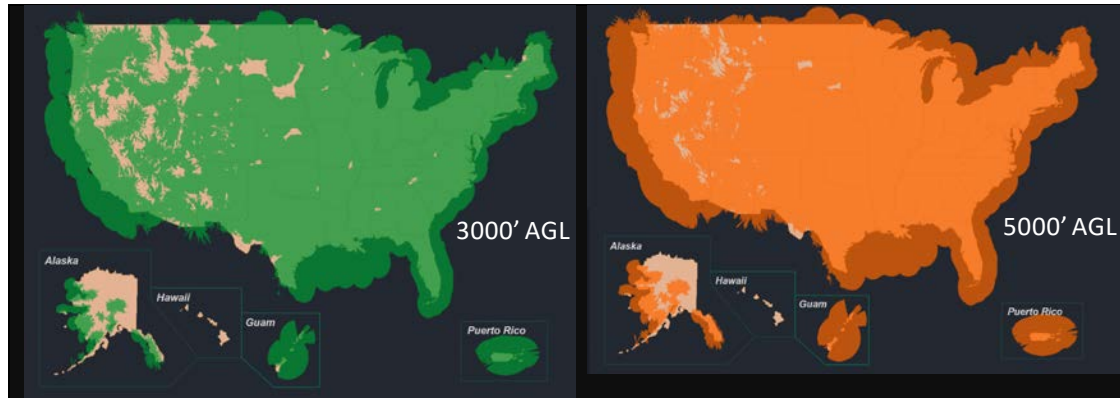 3000’ AGL
Alaska
Hawaii
Guam
Puerto Rico
5000’ AGL
Alaska
Hawaii
Guam
Puerto Rico